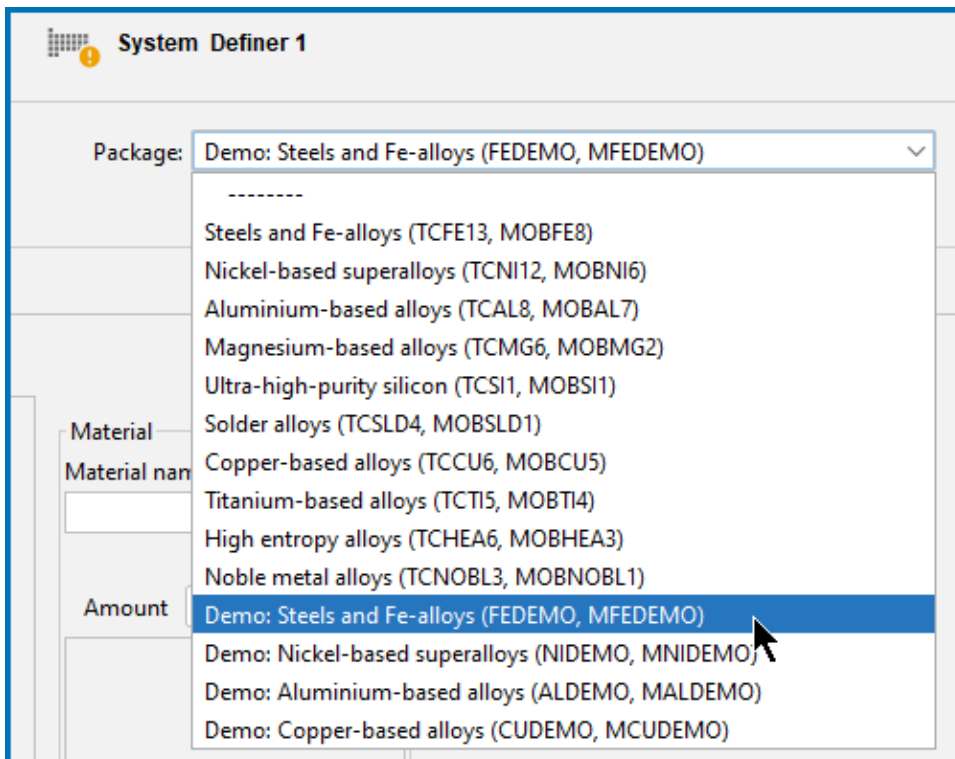 System Definer 1
Package: Demo: Steels and Fe-alloys (FEDEMO, MFEDEMO)
--------
Steels and Fe-alloys (TCFE13, MOBFE8)
Nickel-based superalloys (TCNI12, MOBNI6)
Aluminium-based alloys (TCAL8, MOBAL7)
Magnesium-based alloys (TCMG6, MOBMG2)
Ultra-high-purity silicon (TCSI1, MOBSI1)
Material
Solder alloys (TCSLD4, MOBSLD1)
Material nam
Copper-based alloys (TCCU6, MOBCU5)
Titanium-based alloys (TCTI5, MOBTI4)
High entropy alloys (TCHEA6, MOBHEA3)
Noble metal alloys (TCNOBL3, MOBNOBL1)
Amount
Demo: Steels and Fe-alloys (FEDEMO, MFEDEMO)
Demo: Nickel-based superalloys (NIDEMO, MNIDEMO)
Demo: Aluminium-based alloys (ALDEMO, MALDEMO)
Demo: Copper-based alloys (CUDEMO, MCUDEMO)